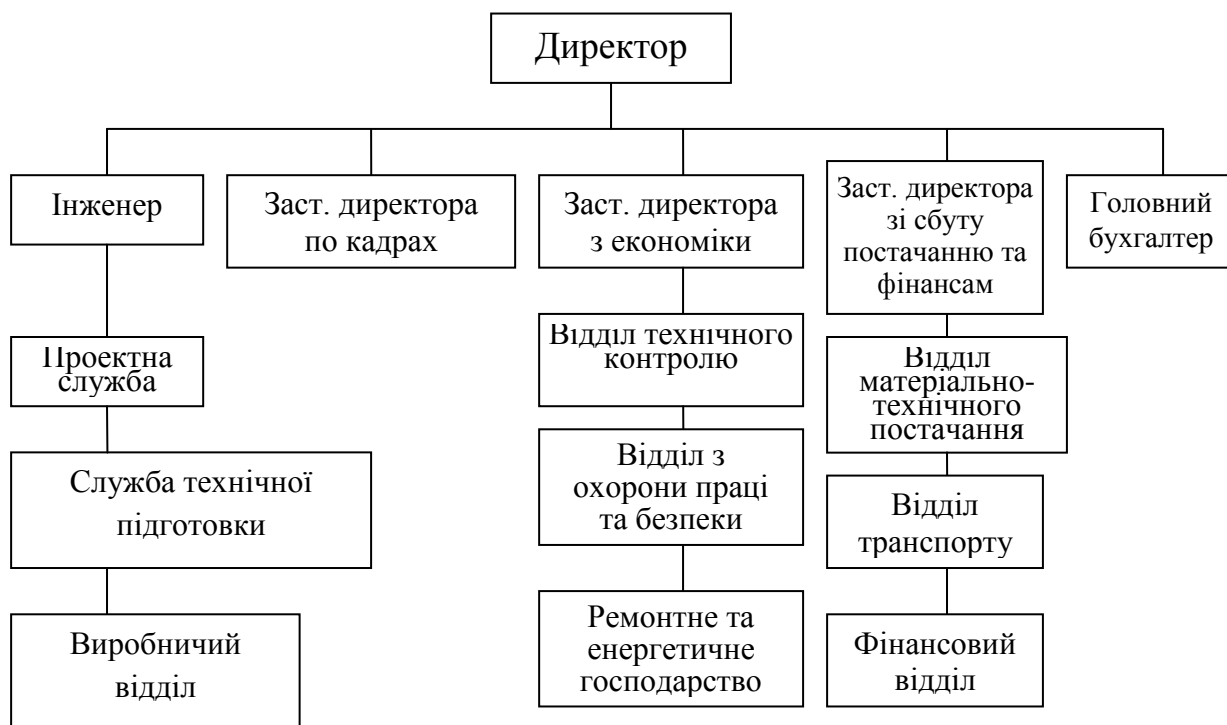 Директор
Інженер
Заст. директора
по кадрах
Заст. директора
з економіки
Заст. директора
зі сбуту
постачанню та
фінансам
Головний
бухгалтер
Проектна
служба
Служба технічної
підготовки
Виробничий
відділ
Відділ технічного
контролю
Відділ з
охорони праці
та безпеки
Ремонтне та
енергетичне
господарство
Відділ
матеріально-
технічного
постачання
Відділ
транспорту
Фінансовий
відділ